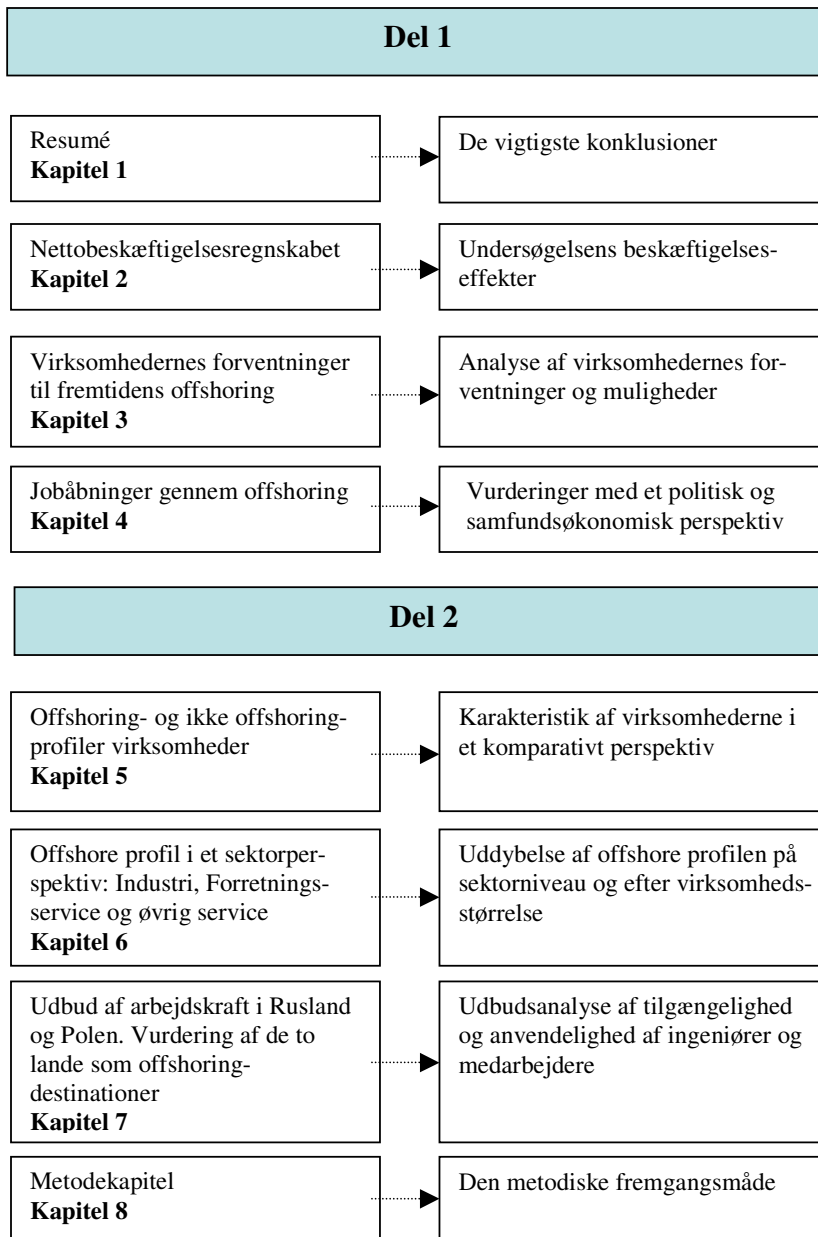 Del 1
Resumé
Kapitel 1
De vigtigste konklusioner
Nettobeskæftigelsesregnskabet
Kapitel 2
Undersøgelsens beskæftigelses-
effekter
Virksomhedernes forventninger
til fremtidens offshoring
Kapitel 3
Analyse af virksomhedernes for-
ventninger og muligheder
Jobåbninger gennem offshoring
Kapitel 4
Vurderinger med et politisk og
samfundsøkonomisk perspektiv
Del 2
Offshoring- og ikke offshoring-
profiler virksomheder
Kapitel 5
Karakteristik af virksomhederne i
et komparativt perspektiv
Offshore profil i et sektorper-
spektiv: Industri, Forretnings-
service og øvrig service
Kapitel 6
Uddybelse af offshore profilen på
sektorniveau og efter virksomheds-
størrelse
Udbud af arbejdskraft i Rusland
og Polen. Vurdering af de to
lande som offshoring-
destinationer
Kapitel 7
Udbudsanalyse af tilgængelighed
og anvendelighed af ingeniører og
medarbejdere
Metodekapitel
Kapitel 8
Den metodiske fremgangsmåde